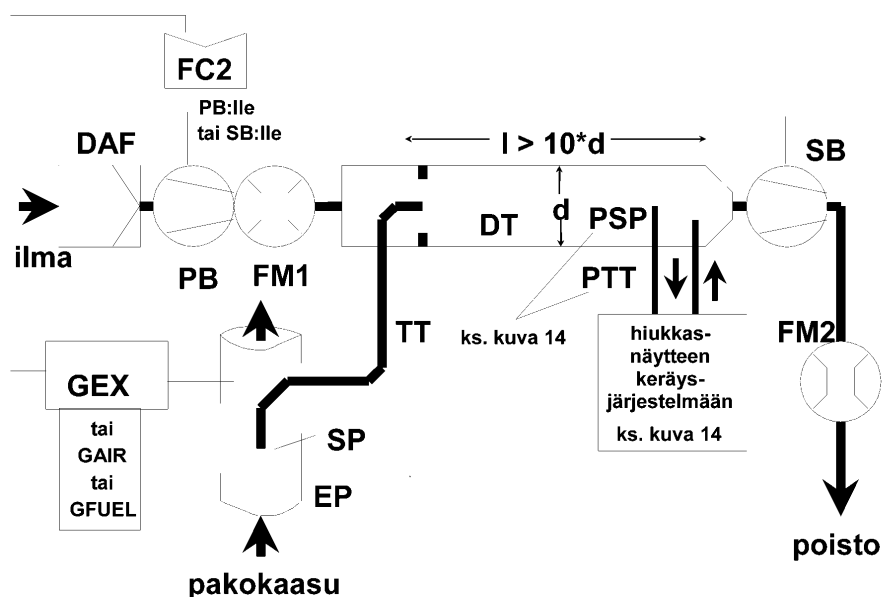 FC2
PB:lle
tai SB:lle
DAF
l > 10*d
SB
d
PSP
DT
ilma
PB
FM1
PTT
TT
ks. kuva 14
FM2
hiukkas-
näytteen
keräys-
järjestelmään
ks. kuva 14
GEX
tai
GAIR
tai
GFUEL
SP
EP
poisto
pakokaasu